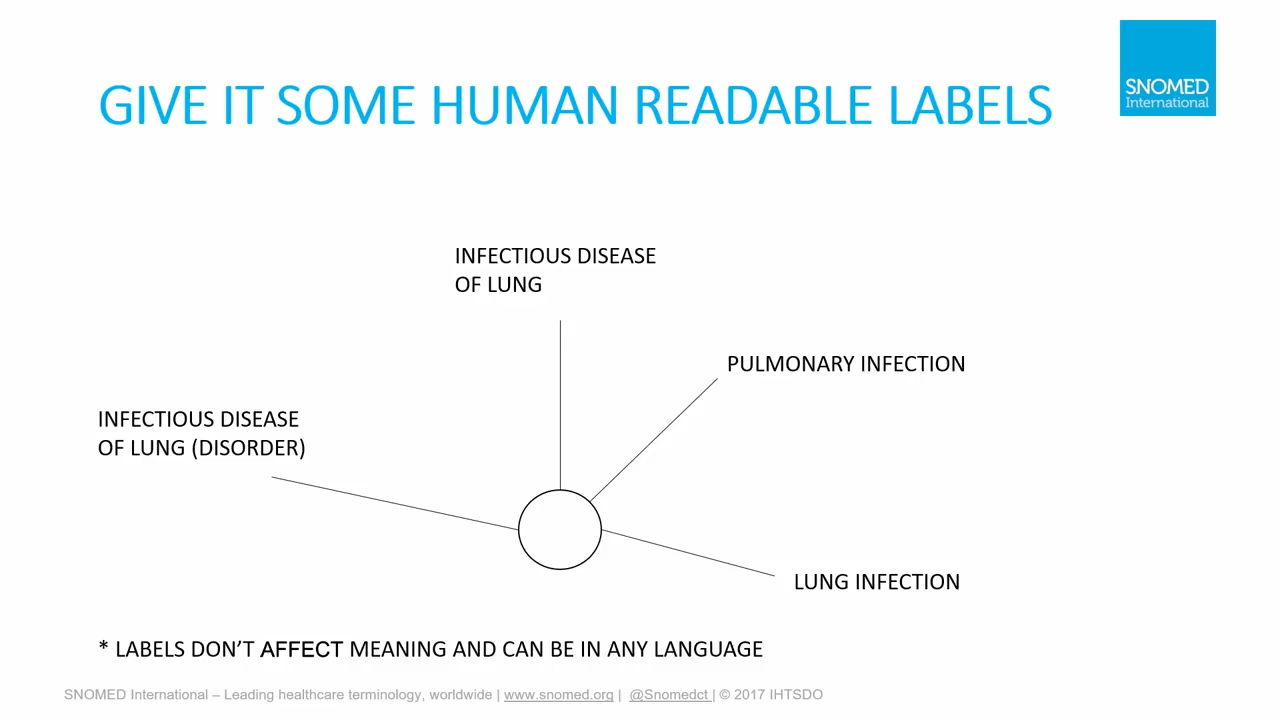 GIVE IT SOME HUMAN READABLE LABELS
SNOMED
International
INFECTIOUS DISEASE
OF LUNG
PULMONARY INFECTION
INFECTIOUS DISEASE
OF LUNG (DISORDER)
LUNG INFECTION
* LABELS DON’T AFFECT MEANING AND CAN BE IN ANY LANGUAGE
SNOMED International – Leading healthcare terminology, worldwide | www.snomed.org | @Snomedct | © 2017 IHTSDO